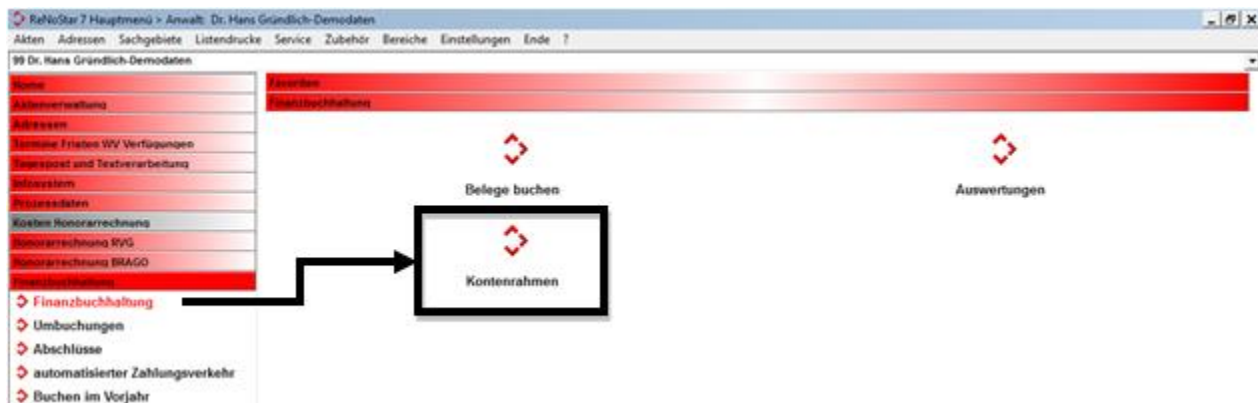 ReNoStar 7 Hauptmenü > Anwalt: Dr. Hans Gründlich-Demodaten
Akten Adressen Sachgebiete Listendrucke Service Zubehör Bereiche Einstellungen Ende ?
99 Dr. Hans Gründlich-Demodaten
Home
Favoriten
Aktenverwaltung
Finanzbuchhaltung
Adressen
Termine Fristen WV Verfügungen
Tagespost und Textverarbeitung
Infosystem
Prozessdaten
Kosten Honorarrechnung
Honorarrechnung RVG
Honorarrechnung BRAGO
Finanzbuchhaltung
Finanzbuchhaltung
Umbuchungen
Abschlüsse
automatisierter Zahlungsverkehr
Buchen im Vorjahr
Belege buchen
Auswertungen
Kontenrahmen